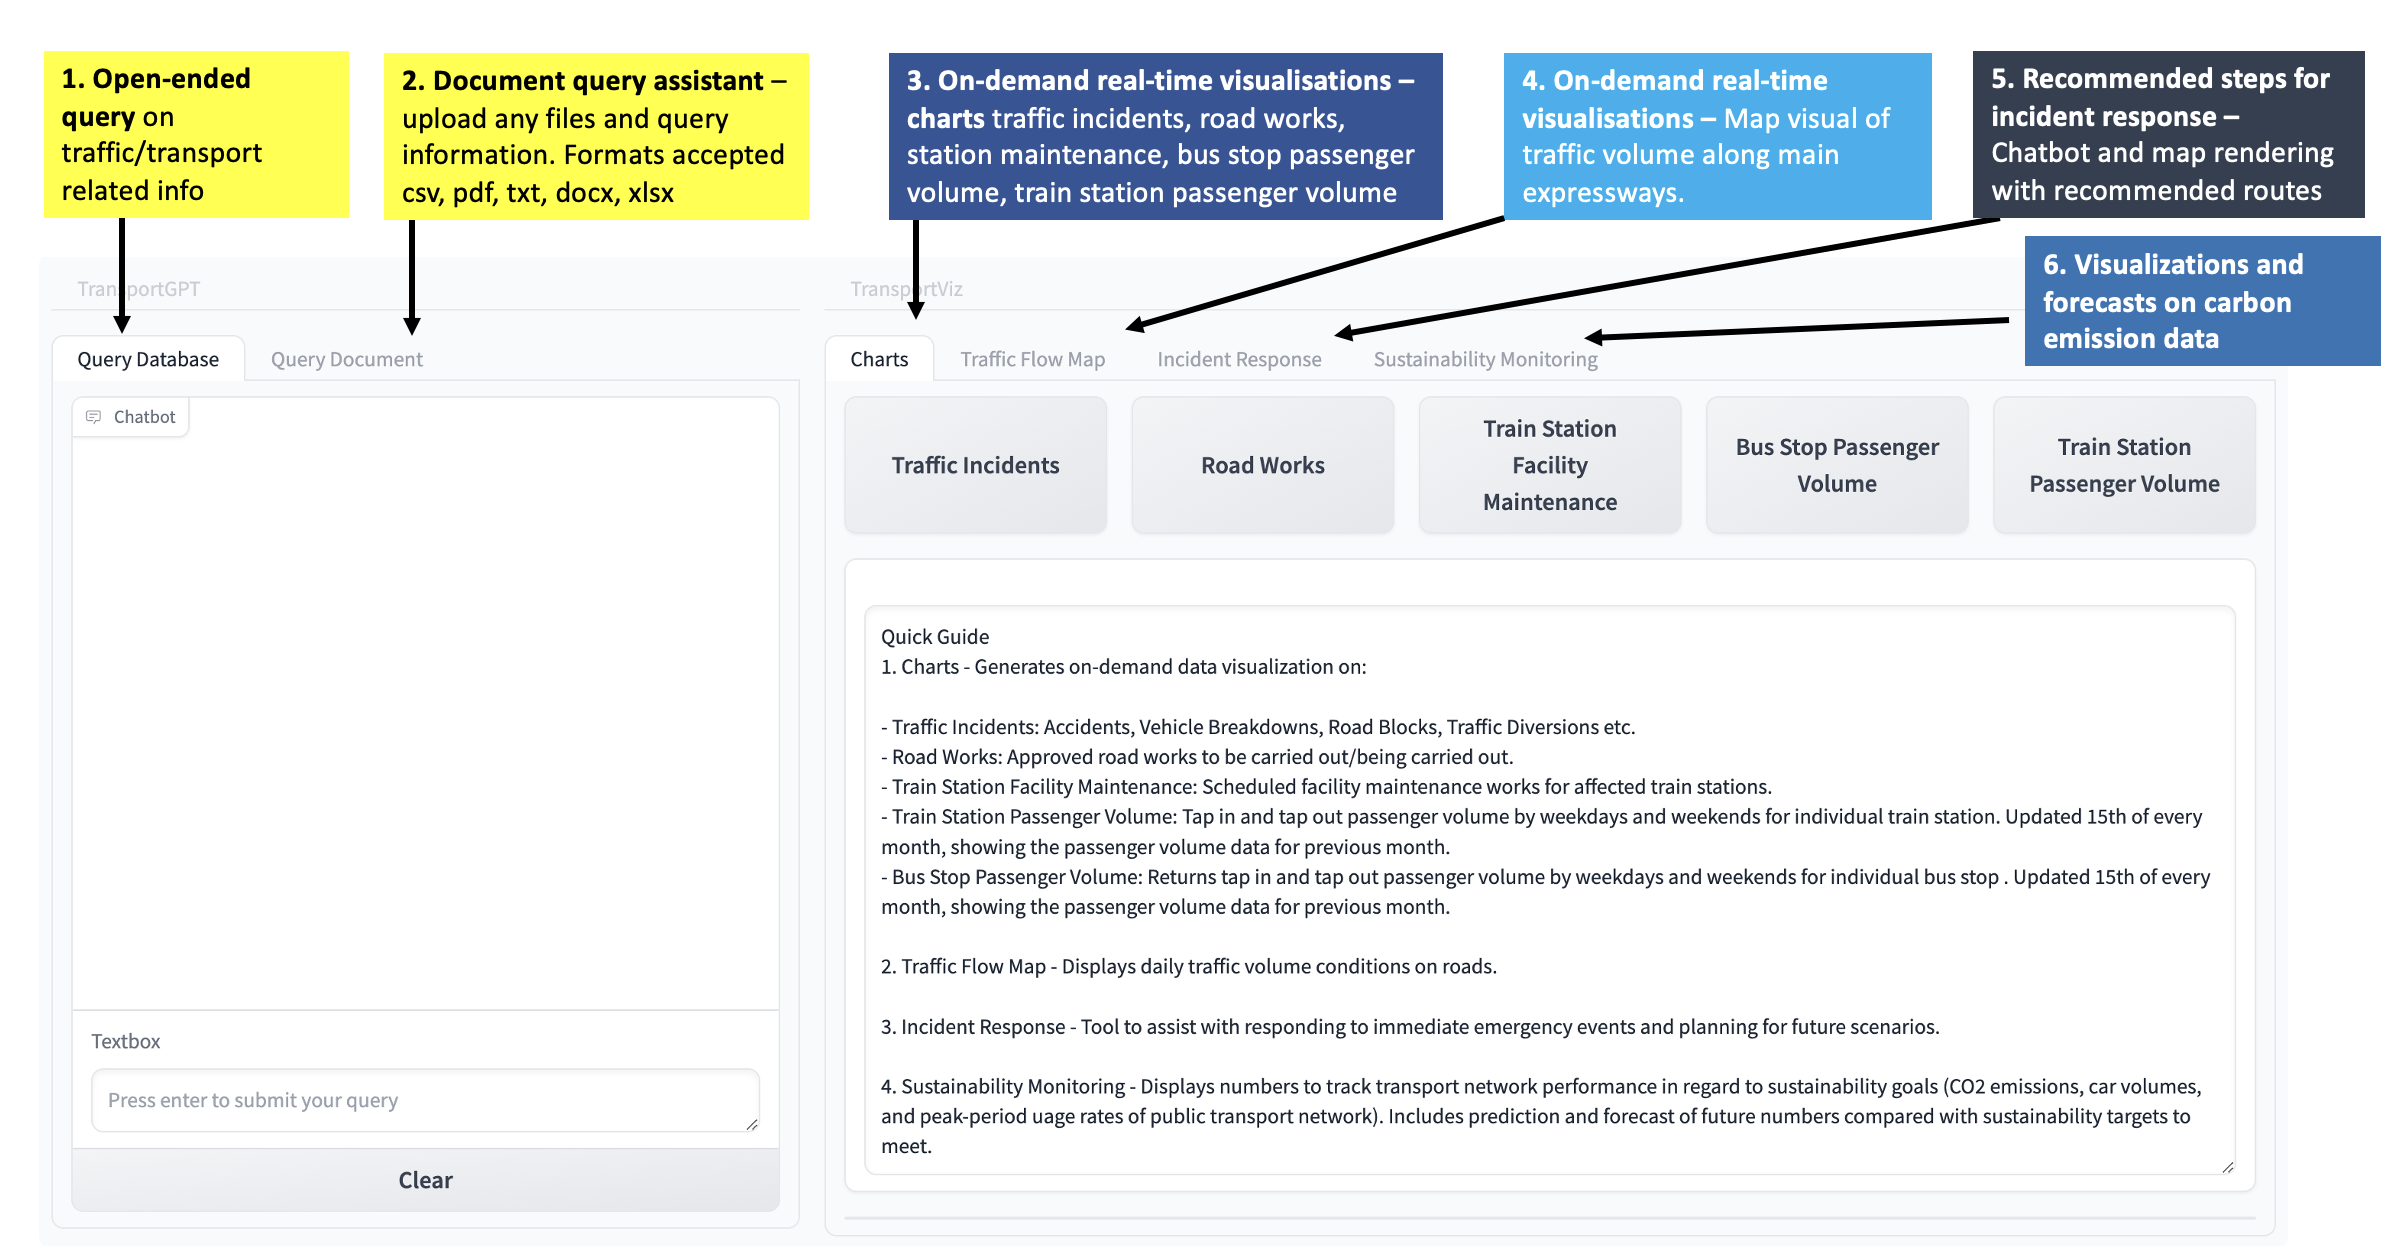 1. Open-ended
query on
traffic/transport
related info
2. Document query assistant –
upload any files and query
information. Formats accepted
csv, pdf, txt, docx, xlsx
3. On-demand real-time visualisations –
charts traffic incidents, road works,
station maintenance, bus stop passenger
volume, train station passenger volume
4. On-demand real-time
visualisations – Map visual of
traffic volume along main
expressways.
5. Recommended steps for
incident response –
Chatbot and map rendering
with recommended routes
6. Visualizations and
forecasts on carbon
emission data
TransportGPT
TransportViz
Query Database
Query Document
Charts
Traffic Flow Map
Incident Response
Sustainability Monitoring
Chatbot
Textbox
Press enter to submit your query
Clear
Traffic Incidents
Road Works
Train Station
Facility
Maintenance
Bus Stop Passenger
Volume
Train Station
Passenger Volume
Quick Guide
1. Charts - Generates on-demand data visualization on:
- Traffic Incidents: Accidents, Vehicle Breakdowns, Road Blocks, Traffic Diversions etc.
- Road Works: Approved road works to be carried out/being carried out.
- Train Station Facility Maintenance: Scheduled facility maintenance works for affected train stations.
- Train Station Passenger Volume: Tap in and tap out passenger volume by weekdays and weekends for individual train station. Updated 15th of every
month, showing the passenger volume data for previous month.
- Bus Stop Passenger Volume: Returns tap in and tap out passenger volume by weekdays and weekends for individual bus stop . Updated 15th of every
month, showing the passenger volume data for previous month.
2. Traffic Flow Map - Displays daily traffic volume conditions on roads.
3. Incident Response - Tool to assist with responding to immediate emergency events and planning for future scenarios.
4. Sustainability Monitoring - Displays numbers to track transport network performance in regard to sustainability goals (CO2 emissions, car volumes,
and peak-period uage rates of public transport network). Includes prediction and forecast of future numbers compared with sustainability targets to
meet.